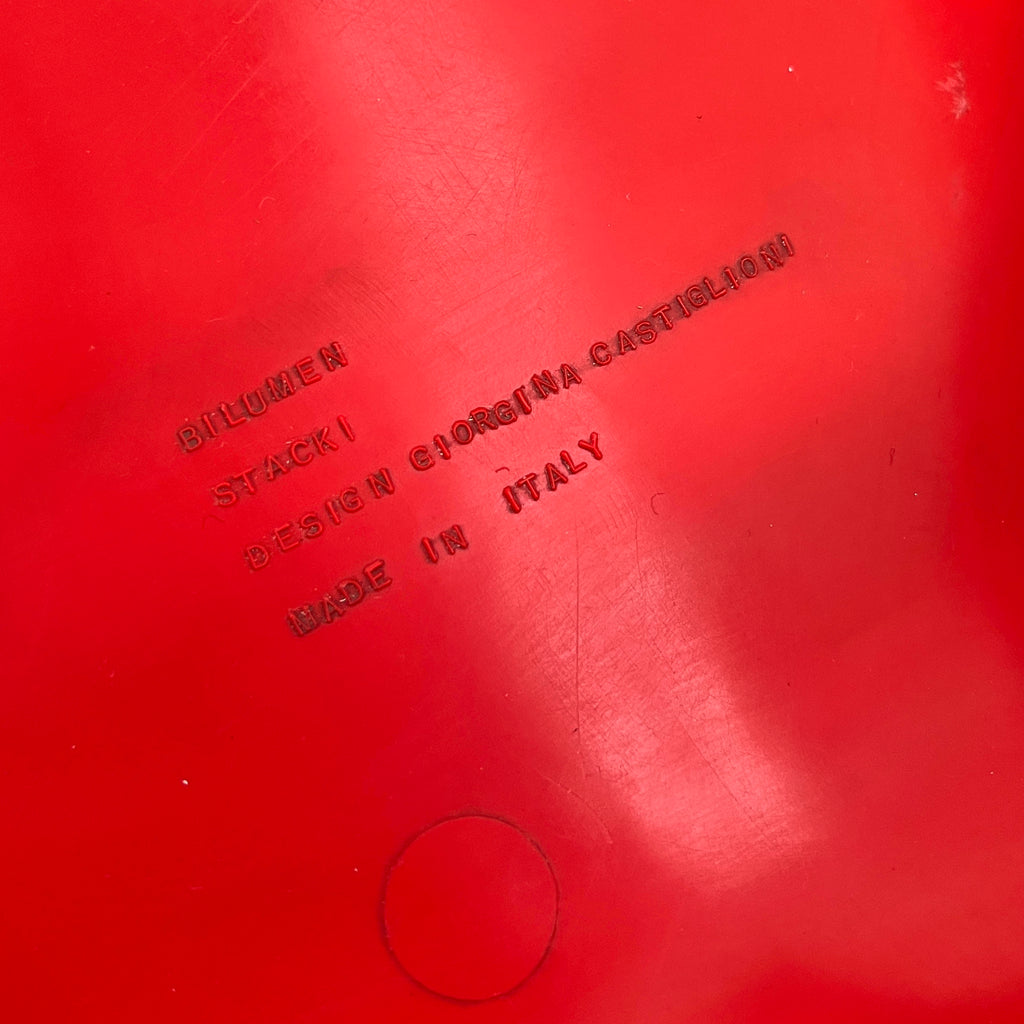 BILUMEN
STACKI
DESIGN GIORGINA CASTIGLIONI
MADE IN ITALY